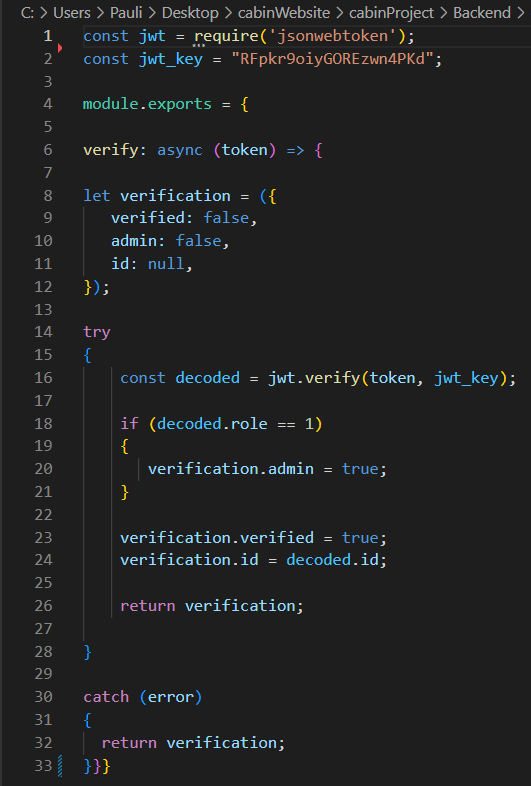 C: > Users > Pauli > Desktop > cabinWebsite > cabinProject > Backend >
1 const jwt = require('jsonwebtoken');
2 const jwt_key = "RFpkr9oiyGOREzwn4PKd";
3
4 module.exports = {
5
6 verify: async (token) => {
7
8 let verification = ({
9 verified: false,
10 admin: false,
11 id: null,
12 });
13
14 try
15 {
16 const decoded = jwt.verify(token, jwt_key);
17
18 if (decoded.role == 1)
19 {
20 verification.admin = true;
21 }
22
23 verification.verified = true;
24 verification.id = decoded.id;
25
26 return verification;
27
28 }
29
30 catch (error)
31 {
32 return verification;
33 }}}